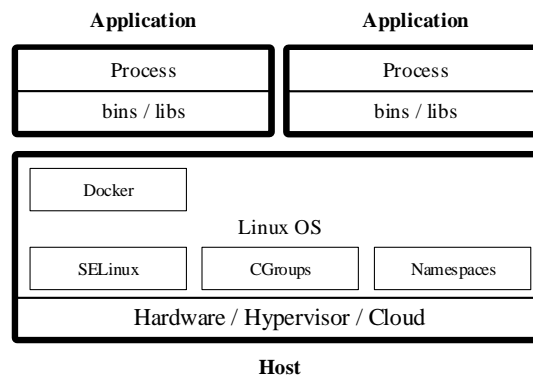 Application Application
Process Process
bins / libs bins / libs
Docker
Linux OS
SELinux CGroups Namespaces
Hardware / Hypervisor / Cloud
Host